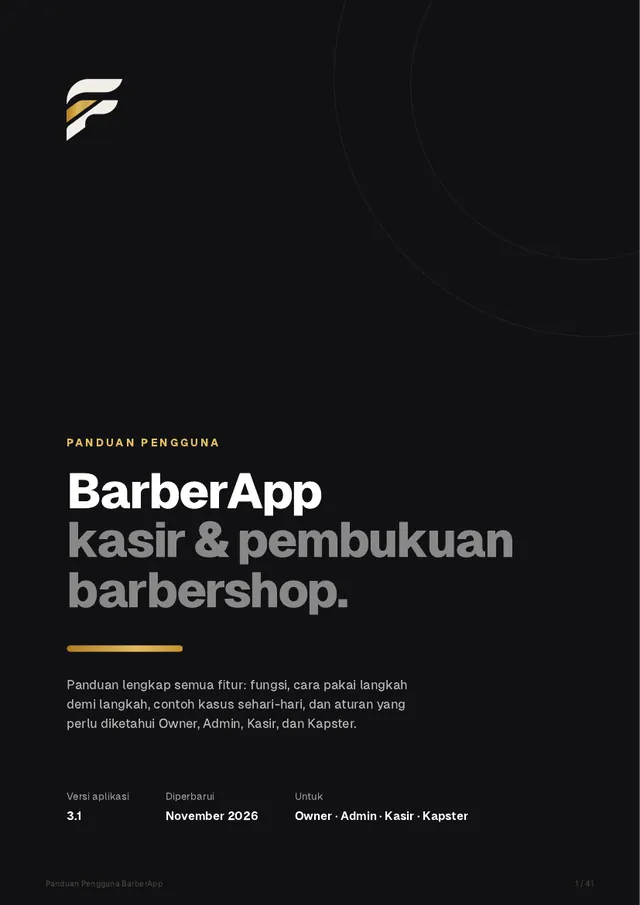 PANDUAN PENGGUNA
BarberApp
kasir & pembukuan
barbershop.
Panduan lengkap semua fitur: fungsi, cara pakai langkah
demi langkah, contoh kasus sehari-hari, dan aturan yang
perlu diketahui Owner, Admin, Kasir, dan Kapster.
Versi aplikasi
3.1
Diperbarui
November 2026
Untuk
Owner · Admin · Kasir · Kapster
Panduan Pengguna BarberApp
1 / 41